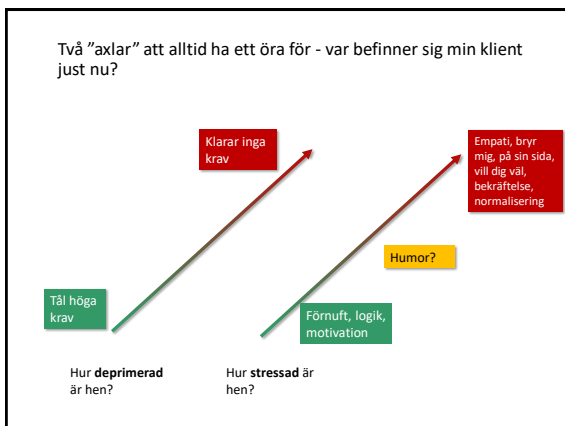 Två ”axlar” att alltid ha ett öra för - var befinner sig min klient
just nu?
Klarar inga
krav
Empati, bryr
mig, på sin sida,
vill dig väl,
bekräftelse,
normalisering
Humor?
Tål höga
krav
Förnuft, logik,
motivation
Hur deprimerad
är hen?
Hur stressad är
hen?